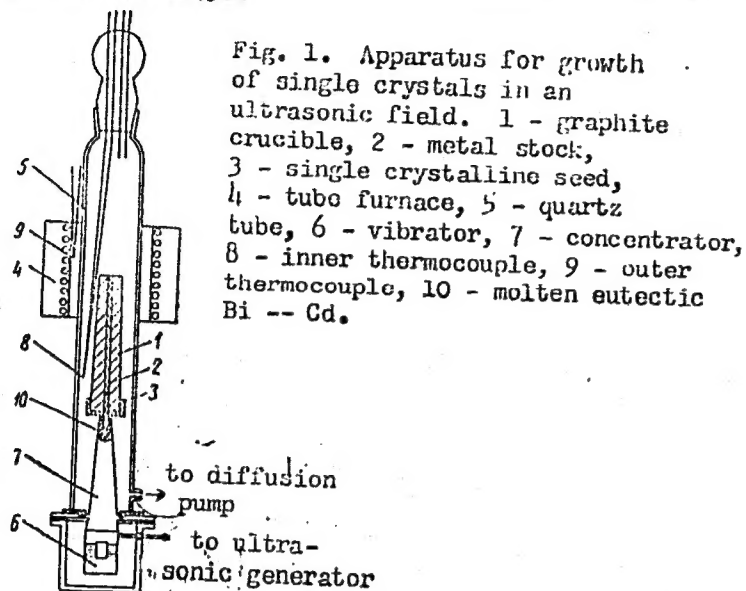 Fig. 1. Apparatus for growth
of single crystals in an
ultrasonic field. 1 - graphite
crucible, 2 - metal stock,
3 - single crystalline seed,
4 - tube furnace, 5 - quartz
tube, 6 - vibrator, 7 - concentrator,
8 - inner thermocouple, 9 - outer
thermocouple, 10 - molten eutectic
Bi -- Cd.
5
9
4
8
1
2
10
3
7
to diffusion
pump
6
to ultra-
sonic generator